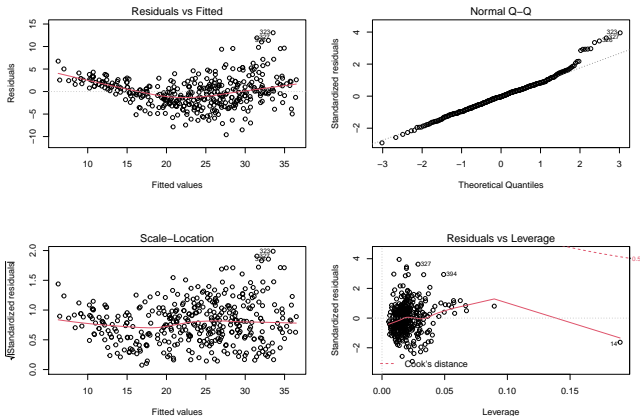 Residuals vs Fitted
Residuals
15
10
5
0
−5
−10
323
10 15 20 25 30 35
Fitted values
Normal Q−Q
Standardized residuals
4
2
0
−2
323
−3 −2 −1 0 1 2 3
Theoretical Quantiles
Scale−Location
√|Standardized residuals|
2.0
1.5
1.0
0.5
0.0
323
10 15 20 25 30 35
Fitted values
Residuals vs Leverage
Standardized residuals
4
2
0
−2
327
394
14
0.5
Cook's distance
0.00 0.05 0.10 0.15
Leverage